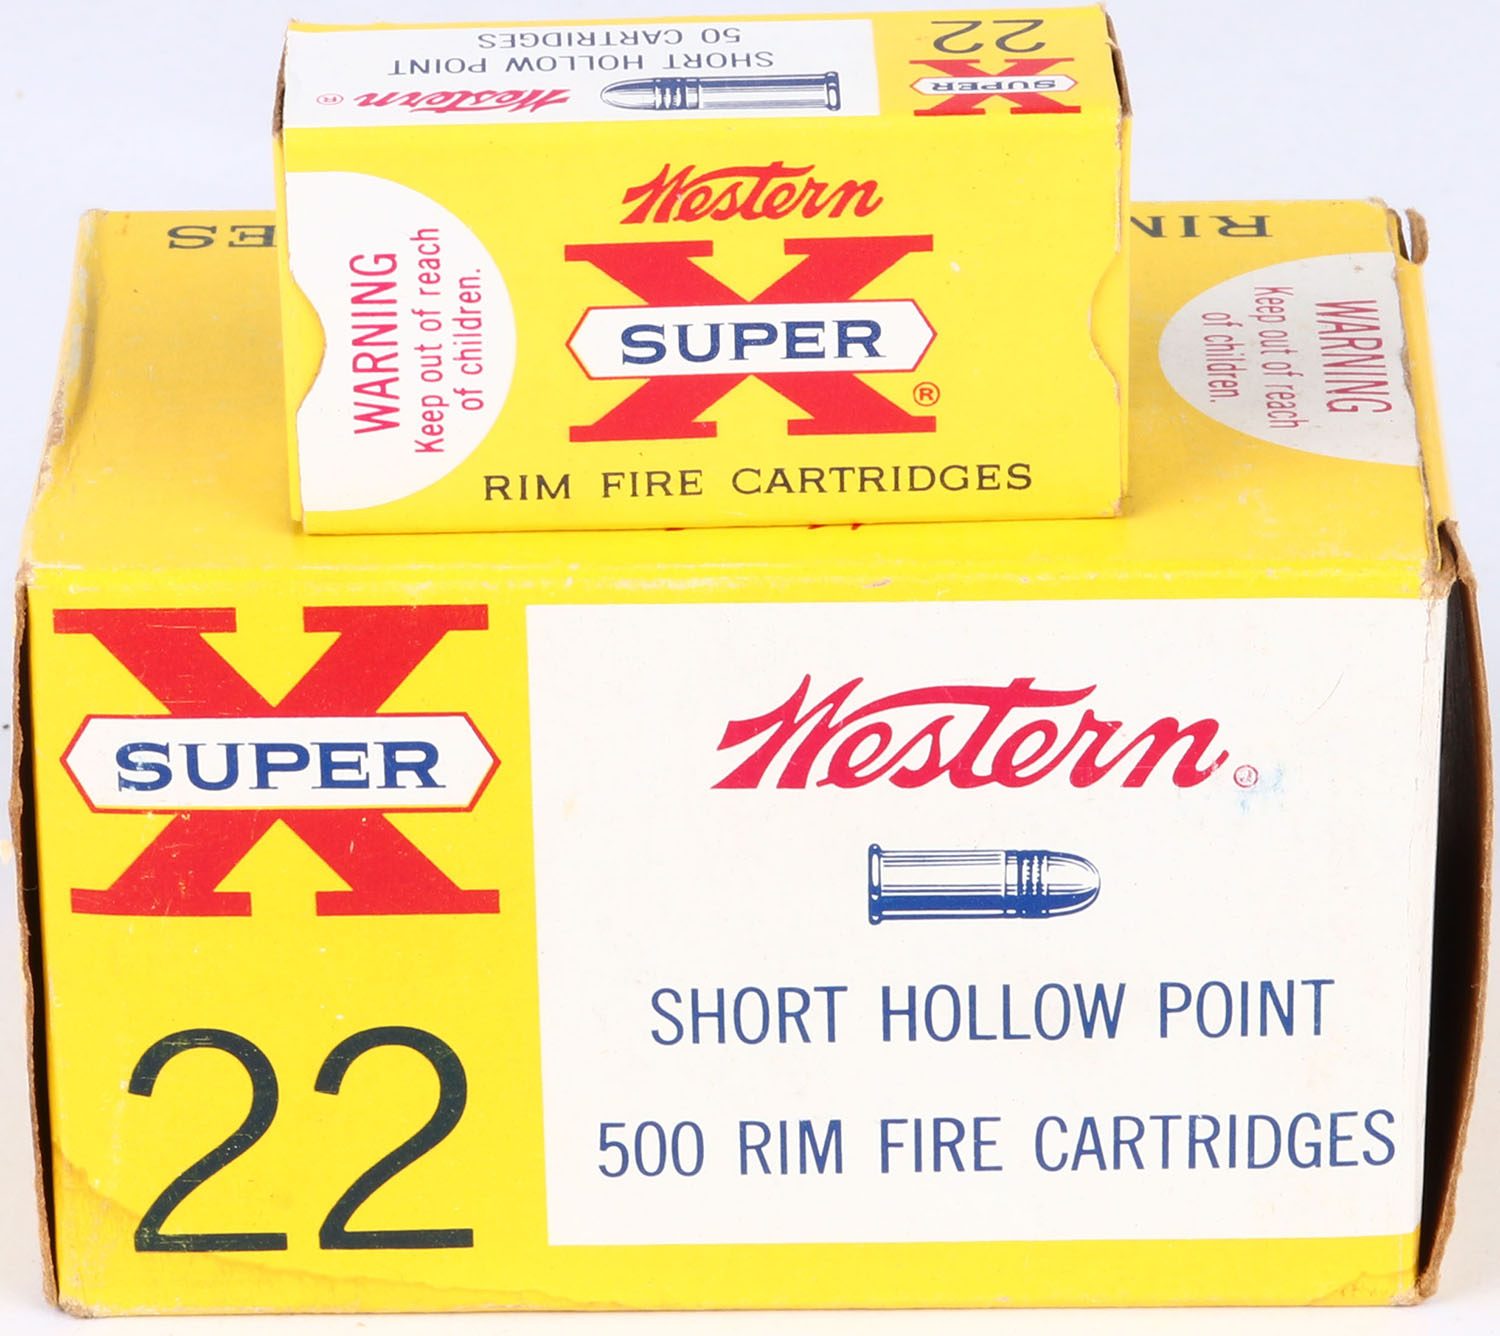 22
X
SUPER
SHORT HOLLOW POINT
50 CARTRIDGES
Western ®
Western
X
SUPER
®
RIM FIRE CARTRIDGES
WARNING
Keep out of reach
of children.
WARNING
Keep out of reach
of children.
X
SUPER
22
Western ®
SHORT HOLLOW POINT
500 RIM FIRE CARTRIDGES